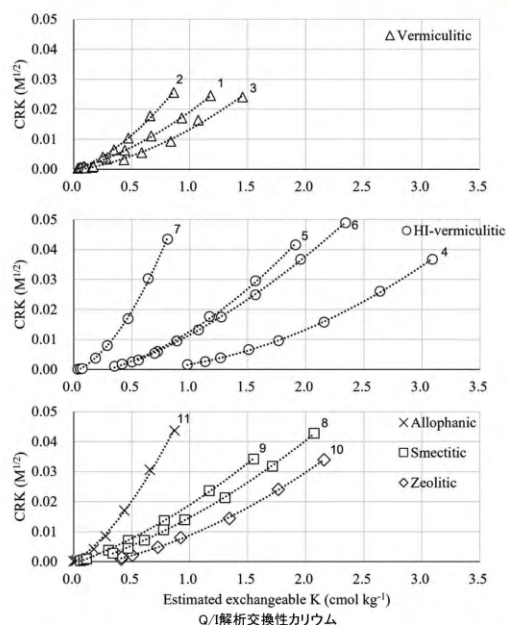 0.05
0.04
0.03
0.02
0.01
0.00
CRK (M1/2)
△ Vermiculitic
2
1
3
0.0 0.5 1.0 1.5 2.0 2.5 3.0 3.5
0.05
0.04
0.03
0.02
0.01
0.00
CRK (M1/2)
7
5
6
○ HI-vermiculitic
4
0.0 0.5 1.0 1.5 2.0 2.5 3.0 3.5
0.05
0.04
0.03
0.02
0.01
0.00
CRK (M1/2)
11
8
9
10
× Allophanic
□ Smectitic
◇ Zeolitic
0.0 0.5 1.0 1.5 2.0 2.5 3.0 3.5
Estimated exchangeable K (cmol kg-1)
Q/I解析交換性カリウム